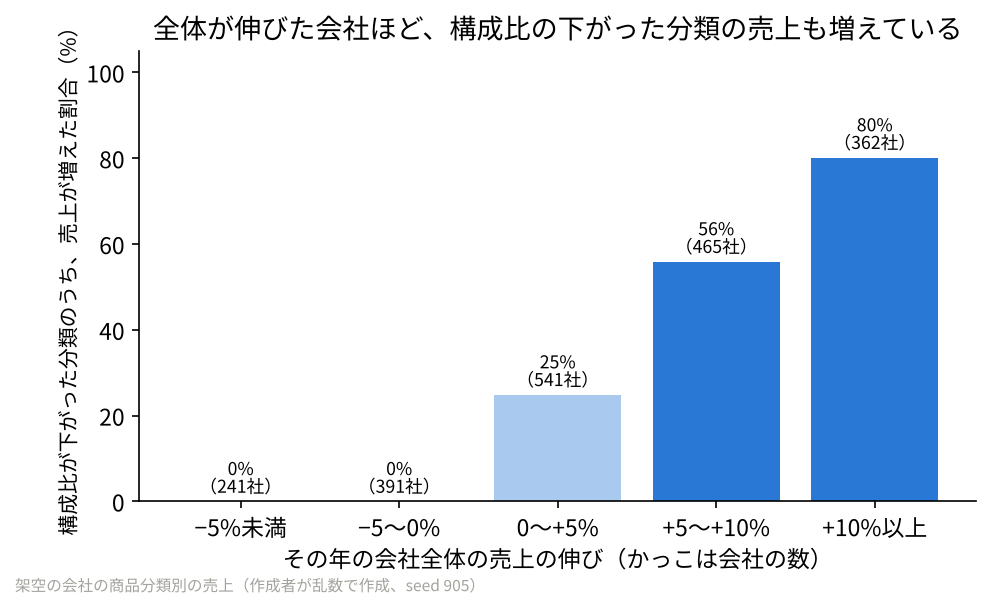 全体が伸びた会社ほど、構成比の下がった分類の売上も増えている
構成比が下がった分類のうち、売上が増えた割合（%）
100
80
60
40
20
0
0%
（241社）
0%
（391社）
25%
（541社）
56%
（465社）
80%
（362社）
−5%未満
−5〜0%
0〜+5%
+5〜+10%
+10%以上
その年の会社全体の売上の伸び（かっこは会社の数）
架空の会社の商品分類別の売上（作成者が乱数で作成、seed 905）